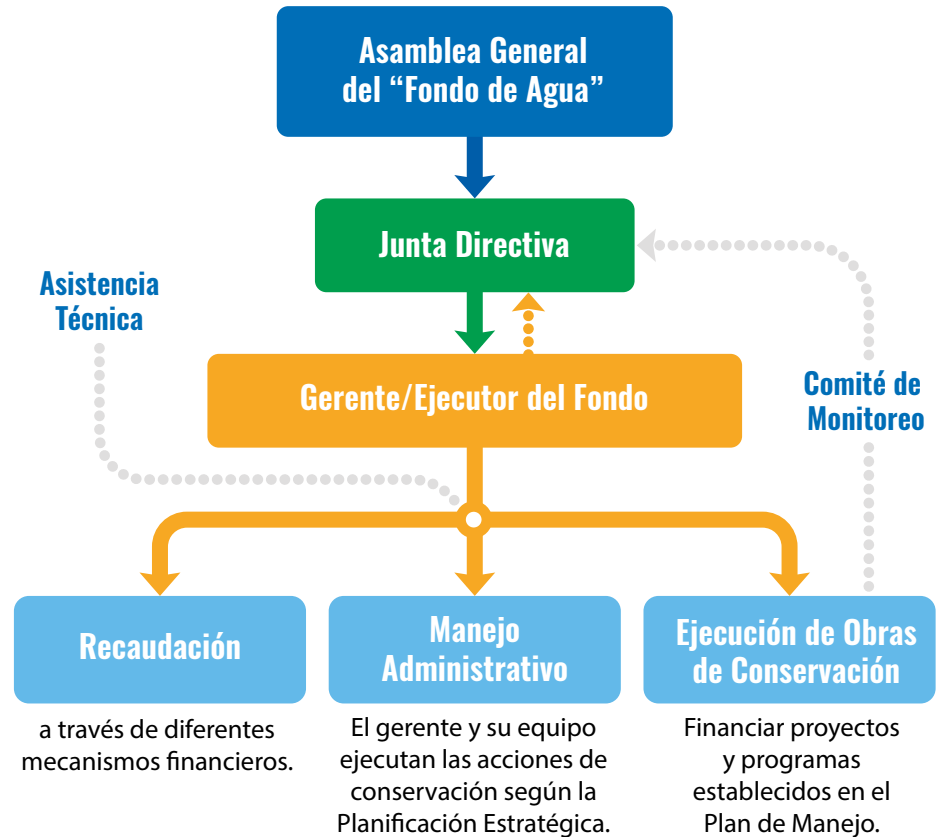 Asamblea General
del “Fondo de Agua”
Junta Directiva
Asistencia
Técnica
Gerente/Ejecutor del Fondo
Comité de
Monitoreo
Recaudación
a través de diferentes
mecanismos financieros.
Manejo
Administrativo
El gerente y su equipo
ejecutan las acciones de
conservación según la
Planificación Estratégica.
Ejecución de Obras
de Conservación
Financiar proyectos
y programas
establecidos en el
Plan de Manejo.